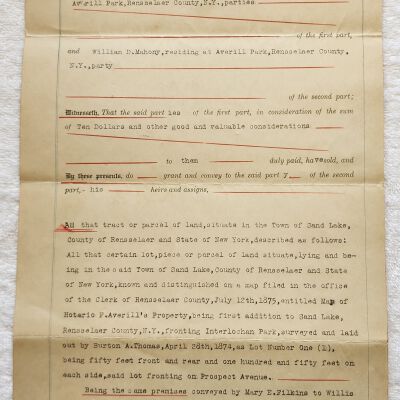 Averill Park, Rensselaer County, N.Y., parties
of the first part,
and William D. Mahony, residing at Averill Park, Rensselaer County,
N.Y., party
of the second part;
Witnesseth, That the said part ies of the first part, in consideration of the sum
of Ten Dollars and other good and valuable considerations
to them duly paid, have sold, and
By these presents, do grant and convey to the said part y of the second
part,- his heirs and assigns,
All that tract or parcel of land, situate in the Town of Sand Lake,
County of Rensselaer and State of New York, described as follows:
All that certain lot, piece or parcel of land situate, lying and be-
ing in the said Town of Sand Lake, County of Rensselaer and State
of New York, known and distinguished on a map filed in the office
of the Clerk of Rensselaer County, July 12th, 1875, entitled Map of
Horatio F. Averill's Property, being first addition to Sand Lake,
Rensselaer County, N.Y., fronting Interlochan Park, surveyed and laid
out by Burton A. Thomas, April 28th, 1874, as Lot Number One (1),
being fifty feet front and rear and one hundred and fifty feet on
each side, said lot fronting on Prospect Avenue.
Being the same premises conveyed by Mary E. Filkins to Willis